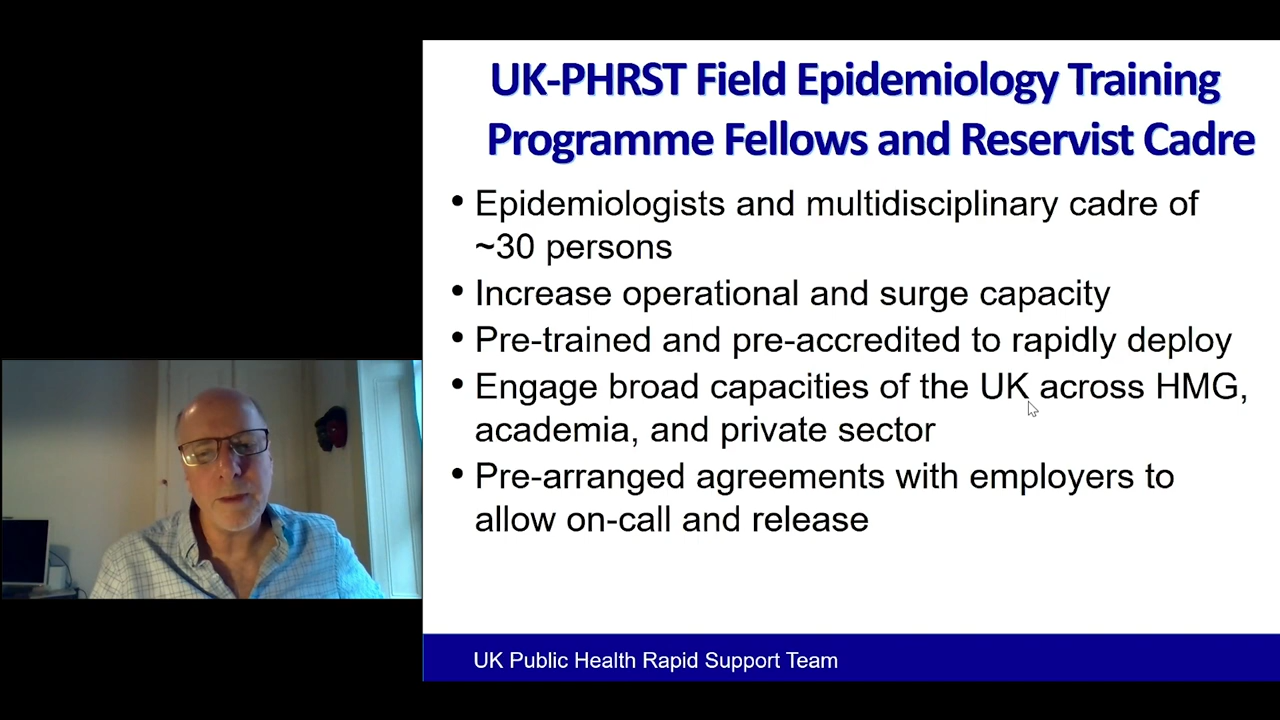 UK-PHRST Field Epidemiology Training
Programme Fellows and Reservist Cadre
• Epidemiologists and multidisciplinary cadre of
~30 persons
• Increase operational and surge capacity
• Pre-trained and pre-accredited to rapidly deploy
• Engage broad capacities of the UK across HMG,
academia, and private sector
• Pre-arranged agreements with employers to
allow on-call and release
UK Public Health Rapid Support Team